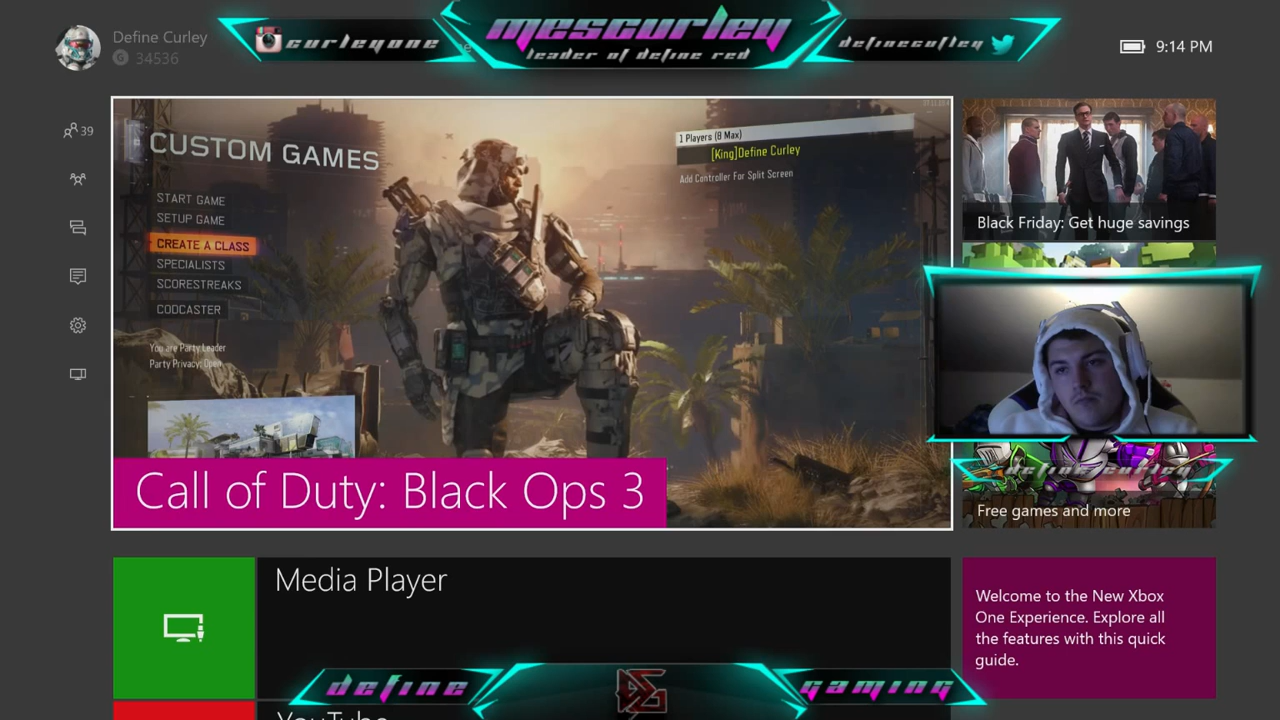 Define Curley
G 34536
curleyone
mescurley
leader of define red
definecurley
9:14 PM
39
CUSTOM GAMES
START GAME
SETUP GAME
CREATE A CLASS
SPECIALISTS
SCORESTREAKS
CODCASTER
You are Party Leader
Party Privacy: Open
1 Players (8 Max)
[King]Define Curley
Add Controller For Split Screen
Call of Duty: Black Ops 3
Black Friday: Get huge savings
define curley
Free games and more
Media Player
Welcome to the New Xbox
One Experience. Explore all
the features with this quick
guide.
define
DG
gaming
YouTube